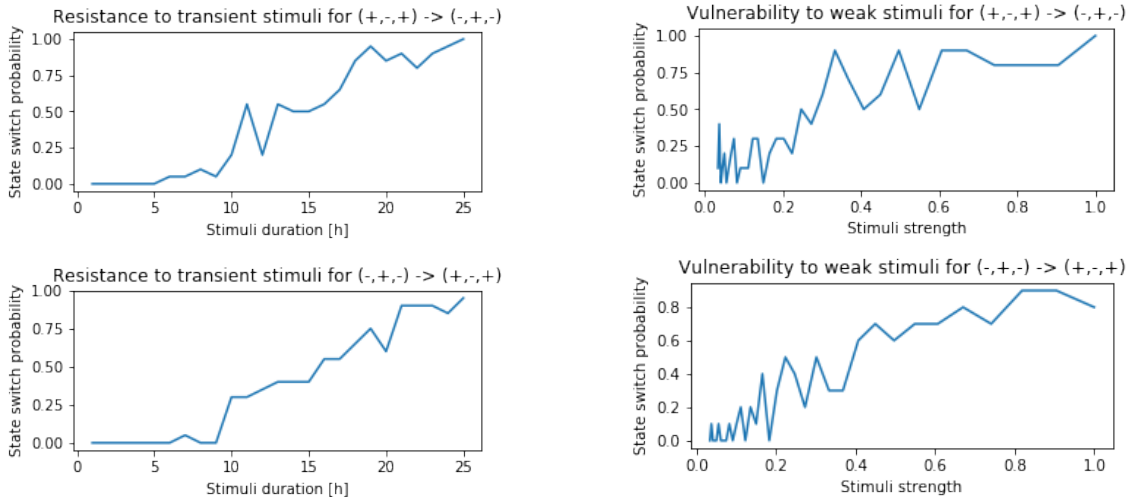 Resistance to transient stimuli for (+,-,+) -> (-,+,-)
State switch probability
1.00
0.75
0.50
0.25
0.00
0 5 10 15 20 25
Stimuli duration [h]
Vulnerability to weak stimuli for (+,-,+) -> (-,+,-)
State switch probability
1.00
0.75
0.50
0.25
0.00
0.0 0.2 0.4 0.6 0.8 1.0
Stimuli strength
Resistance to transient stimuli for (-,+,-) -> (+,-,+)
State switch probability
1.00
0.75
0.50
0.25
0.00
0 5 10 15 20 25
Stimuli duration [h]
Vulnerability to weak stimuli for (-,+,-) -> (+,-,+)
State switch probability
0.8
0.6
0.4
0.2
0.0
0.0 0.2 0.4 0.6 0.8 1.0
Stimuli strength